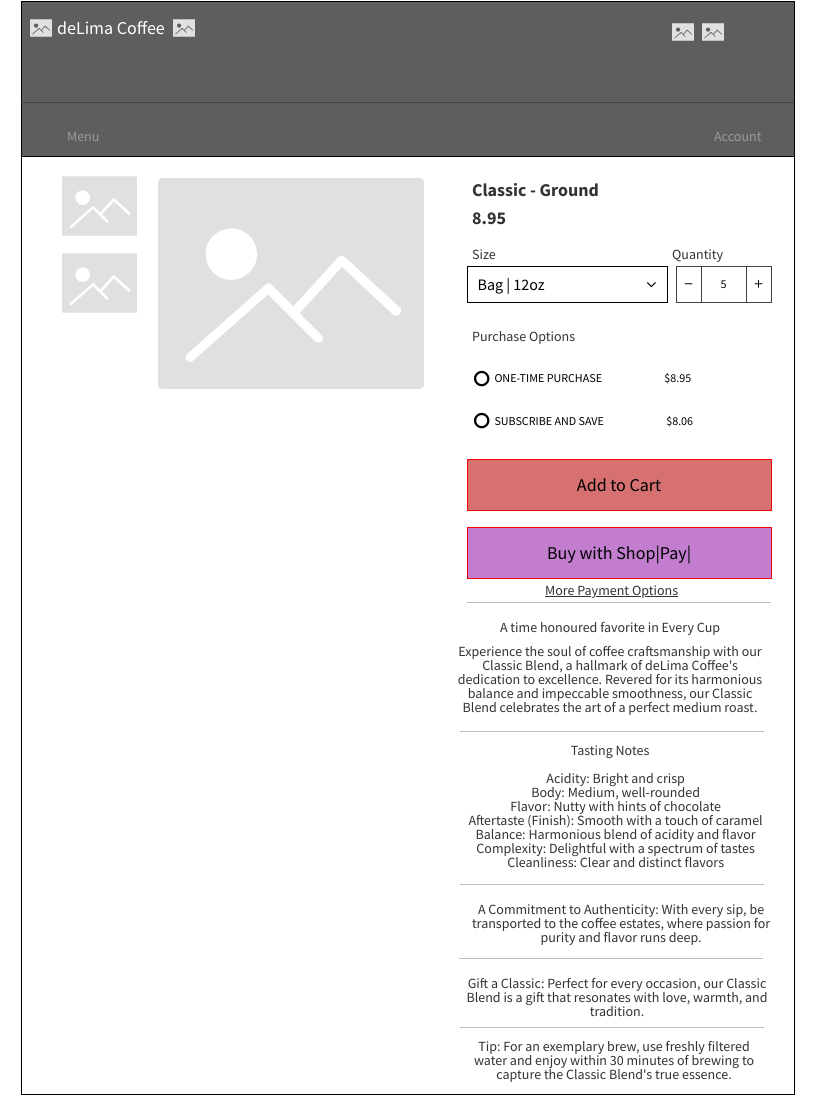 deLima Coffee
Menu
Account
Classic - Ground
8.95
Size
Quantity
Bag | 12oz
− 5 +
Purchase Options
ONE-TIME PURCHASE $8.95
SUBSCRIBE AND SAVE $8.06
Add to Cart
Buy with Shop|Pay|
More Payment Options
A time honoured favorite in Every Cup
Experience the soul of coffee craftsmanship with our
Classic Blend, a hallmark of deLima Coffee's
dedication to excellence. Revered for its harmonious
balance and impeccable smoothness, our Classic
Blend celebrates the art of a perfect medium roast.
Tasting Notes
Acidity: Bright and crisp
Body: Medium, well-rounded
Flavor: Nutty with hints of chocolate
Aftertaste (Finish): Smooth with a touch of caramel
Balance: Harmonious blend of acidity and flavor
Complexity: Delightful with a spectrum of tastes
Cleanliness: Clear and distinct flavors
A Commitment to Authenticity: With every sip, be
transported to the coffee estates, where passion for
purity and flavor runs deep.
Gift a Classic: Perfect for every occasion, our Classic
Blend is a gift that resonates with love, warmth, and
tradition.
Tip: For an exemplary brew, use freshly filtered
water and enjoy within 30 minutes of brewing to
capture the Classic Blend's true essence.